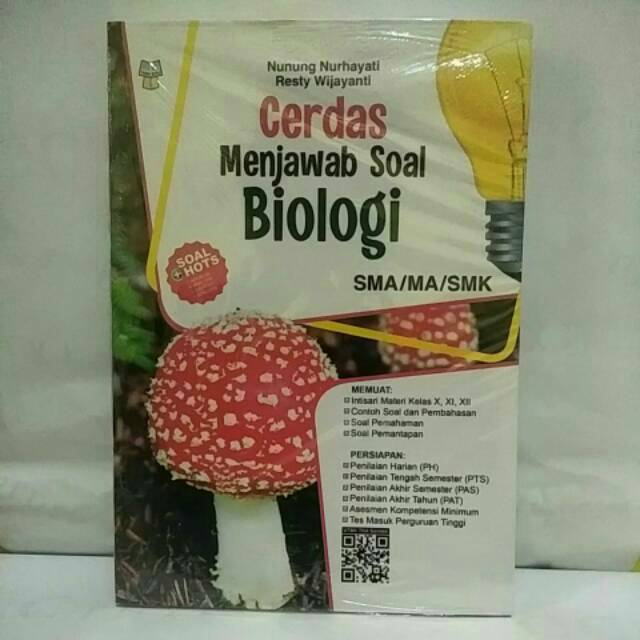 Nunung Nurhayati
Resty Wijayanti
Cerdas
Menjawab Soal
Biologi
SOAL
HOTS
SMA/MA/SMK
MEMUAT:
Intisari Materi Kelas X, XI, XII
Contoh Soal dan Pembahasan
Soal Pemahaman
Soal Pemantapan
PERSIAPAN:
Penilaian Harian (PH)
Penilaian Tengah Semester (PTS)
Penilaian Akhir Semester (PAS)
Penilaian Akhir Tahun (PAT)
Asesmen Kompetensi Minimum
Tes Masuk Perguruan Tinggi